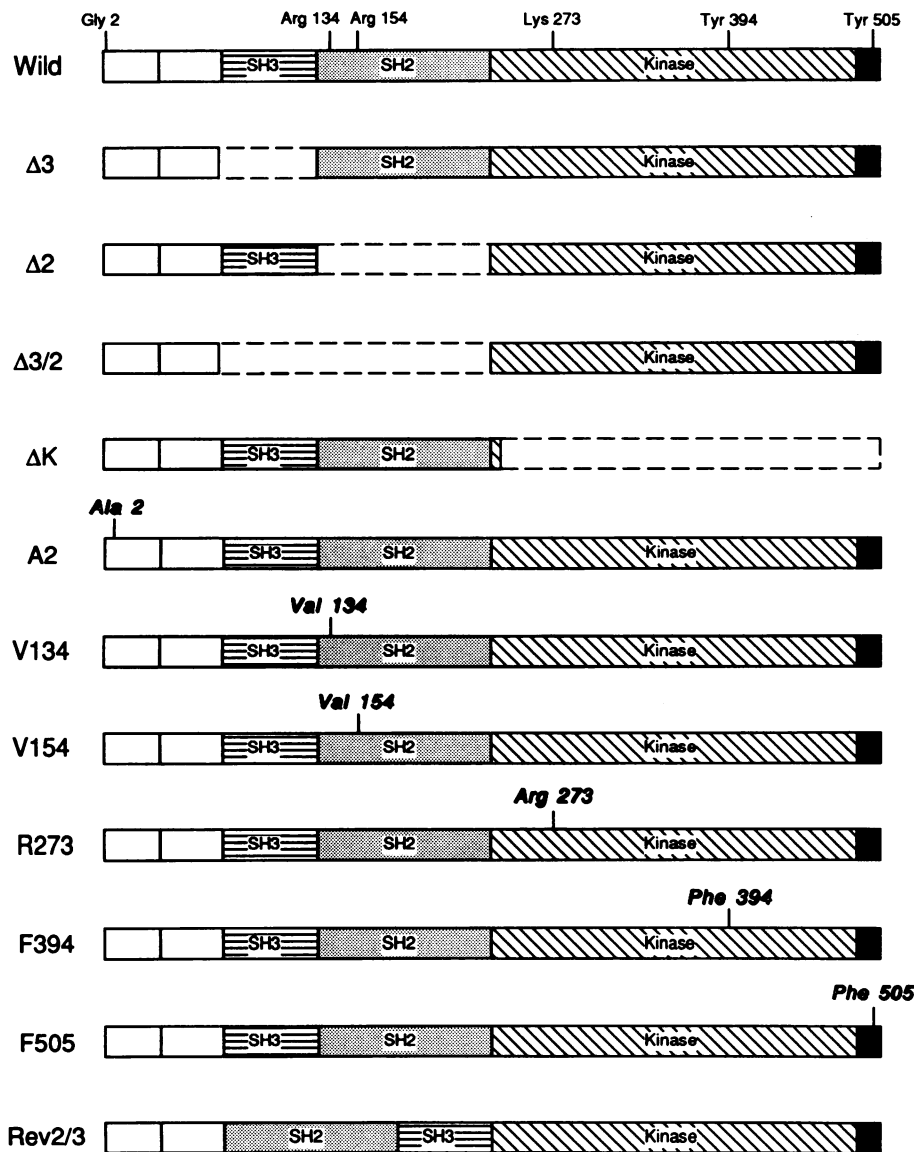 Gly 2 Arg 134 Arg 154 Lys 273 Tyr 394 Tyr 505
Wild SH3 SH2 Kinase
Δ3 SH2 Kinase
Δ2 SH3 Kinase
Δ3/2 Kinase
ΔK SH3 SH2
Ala 2
A2 SH3 SH2 Kinase
Val 134
V134 SH3 SH2 Kinase
Val 154
V154 SH3 SH2 Kinase
Arg 273
R273 SH3 SH2 Kinase
Phe 394
F394 SH3 SH2 Kinase
Phe 505
F505 SH3 SH2 Kinase
Rev2/3 SH2 SH3 Kinase